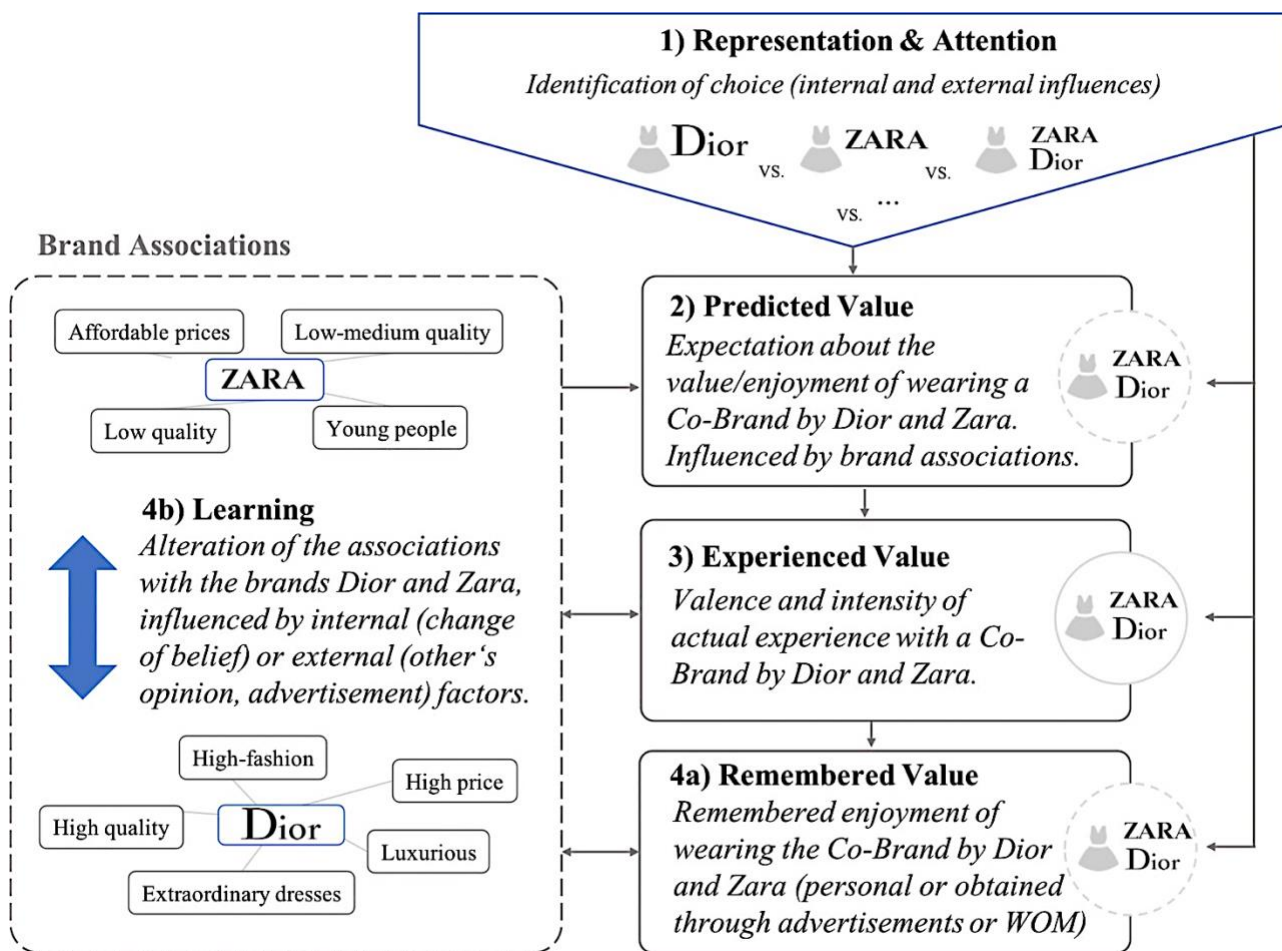 1) Representation & Attention
Identification of choice (internal and external influences)
Dior vs. ZARA vs. ZARA Dior
vs. ...
Brand Associations
Affordable prices
Low-medium quality
ZARA
Low quality
Young people
4b) Learning
Alteration of the associations
with the brands Dior and Zara,
influenced by internal (change
of belief) or external (other‘s
opinion, advertisement) factors.
High-fashion
High price
High quality
Dior
Luxurious
Extraordinary dresses
2) Predicted Value
Expectation about the
value/enjoyment of wearing a
Co-Brand by Dior and Zara.
Influenced by brand associations.
ZARA
Dior
3) Experienced Value
Valence and intensity of
actual experience with a Co-
Brand by Dior and Zara.
ZARA
Dior
4a) Remembered Value
Remembered enjoyment of
wearing the Co-Brand by Dior
and Zara (personal or obtained
through advertisements or WOM)
ZARA
Dior